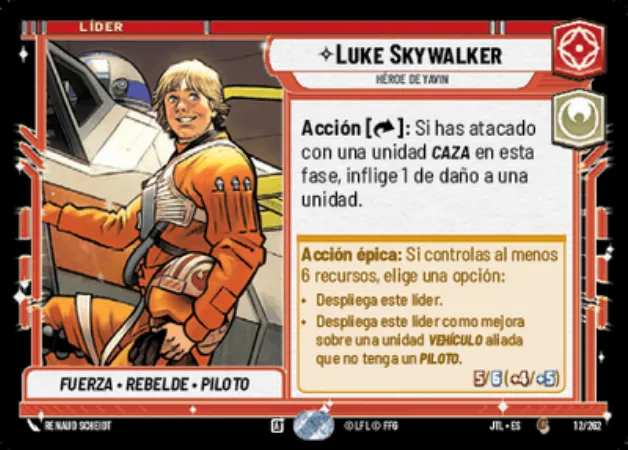 LÍDER
LUKE SKYWALKER
HÉROE DE YAVIN
Acción [ ]: Si has atacado
con una unidad CAZA en esta
fase, inflige 1 de daño a una
unidad.
Acción épica: Si controlas al menos
6 recursos, elige una opción:
• Despliega este líder.
• Despliega este líder como mejora
sobre una unidad VEHÍCULO aliada
que no tenga un PILOTO.
5/6 (+4/+5)
FUERZA • REBELDE • PILOTO
RENAUD SCHEIDT
© LFL © FFG
JTL • ES
12/262